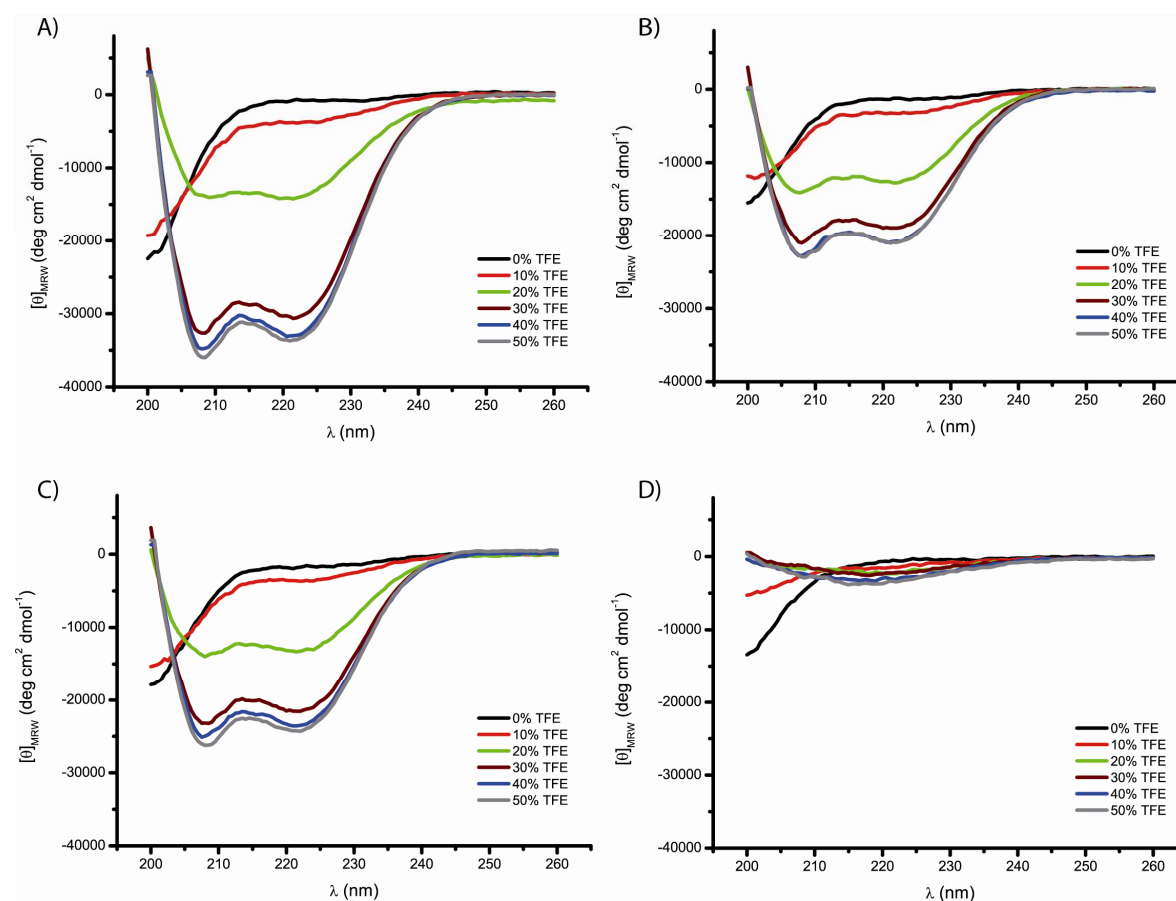 A)
0
-10000
-20000
-30000
-40000
[θ]MRW (deg cm² dmol⁻¹)
0% TFE
10% TFE
20% TFE
30% TFE
40% TFE
50% TFE
200 210 220 230 240 250 260
λ (nm)
B)
0
-10000
-20000
-30000
-40000
[θ]MRW (deg cm² dmol⁻¹)
0% TFE
10% TFE
20% TFE
30% TFE
40% TFE
50% TFE
200 210 220 230 240 250 260
λ (nm)
C)
0
-10000
-20000
-30000
-40000
[θ]MRW (deg cm² dmol⁻¹)
0% TFE
10% TFE
20% TFE
30% TFE
40% TFE
50% TFE
200 210 220 230 240 250 260
λ (nm)
D)
0
-10000
-20000
-30000
-40000
[θ]MRW (deg cm² dmol⁻¹)
0% TFE
10% TFE
20% TFE
30% TFE
40% TFE
50% TFE
200 210 220 230 240 250 260
λ (nm)